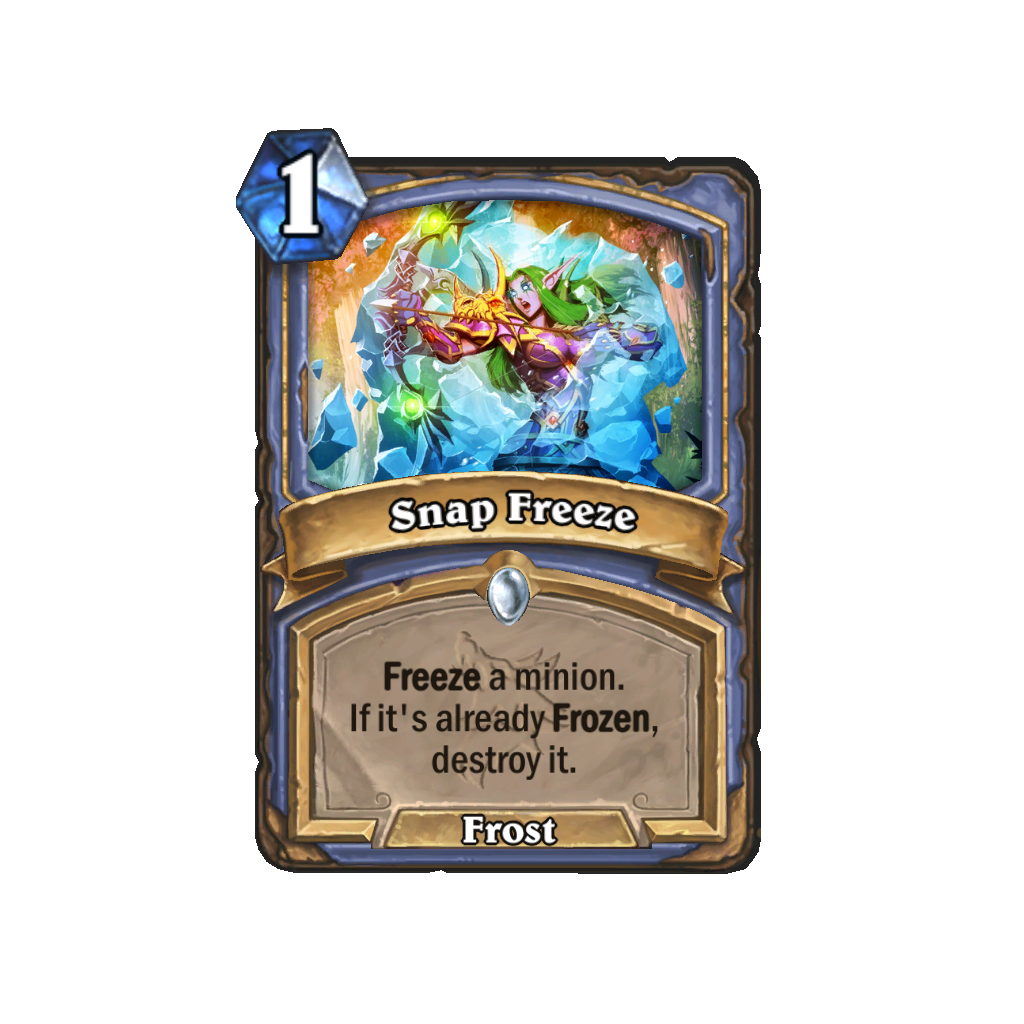 1
Snap Freeze
Freeze a minion.
If it's already Frozen,
destroy it.
Frost